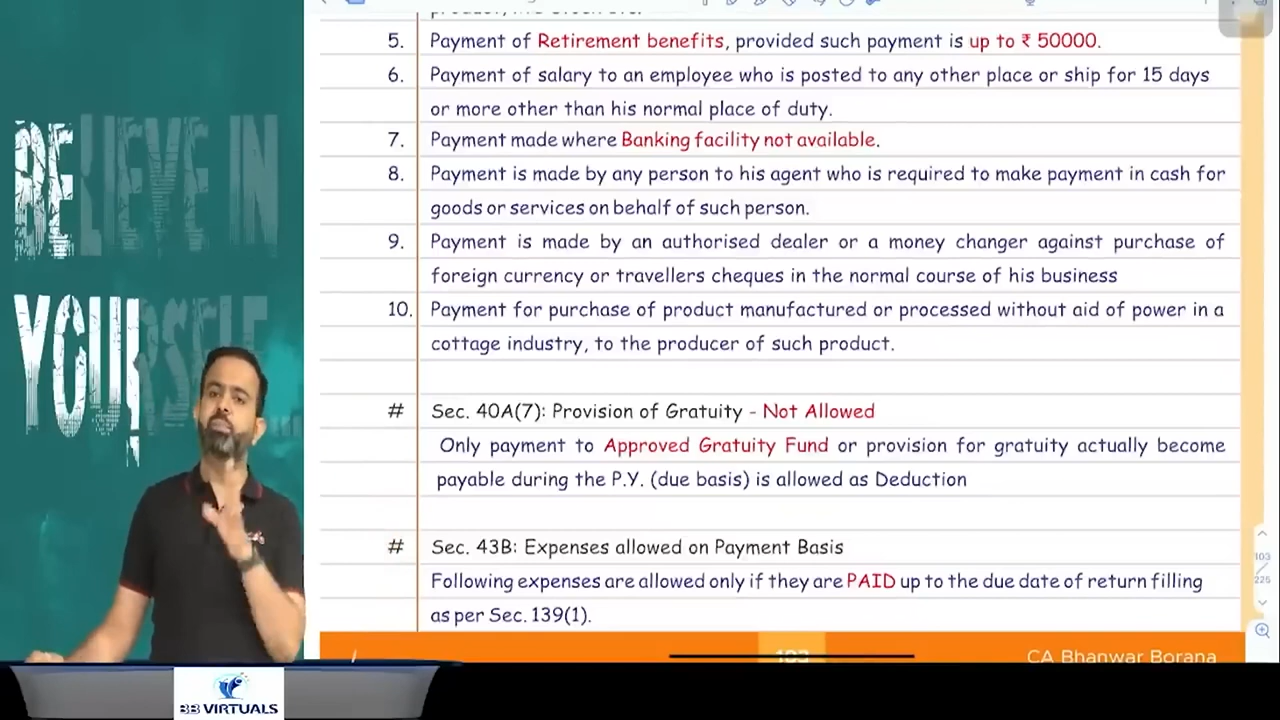 BELIEVE IN
YOURSELF
5. Payment of Retirement benefits, provided such payment is up to ₹ 50000.
6. Payment of salary to an employee who is posted to any other place or ship for 15 days
or more other than his normal place of duty.
7. Payment made where Banking facility not available.
8. Payment is made by any person to his agent who is required to make payment in cash for
goods or services on behalf of such person.
9. Payment is made by an authorised dealer or a money changer against purchase of
foreign currency or travellers cheques in the normal course of his business
10. Payment for purchase of product manufactured or processed without aid of power in a
cottage industry, to the producer of such product.
# Sec. 40A(7): Provision of Gratuity - Not Allowed
Only payment to Approved Gratuity Fund or provision for gratuity actually become
payable during the P.Y. (due basis) is allowed as Deduction
# Sec. 43B: Expenses allowed on Payment Basis
Following expenses are allowed only if they are PAID up to the due date of return filling
as per Sec. 139(1).
103
/
225
103
CA Bhanwar Borana
BB VIRTUALS